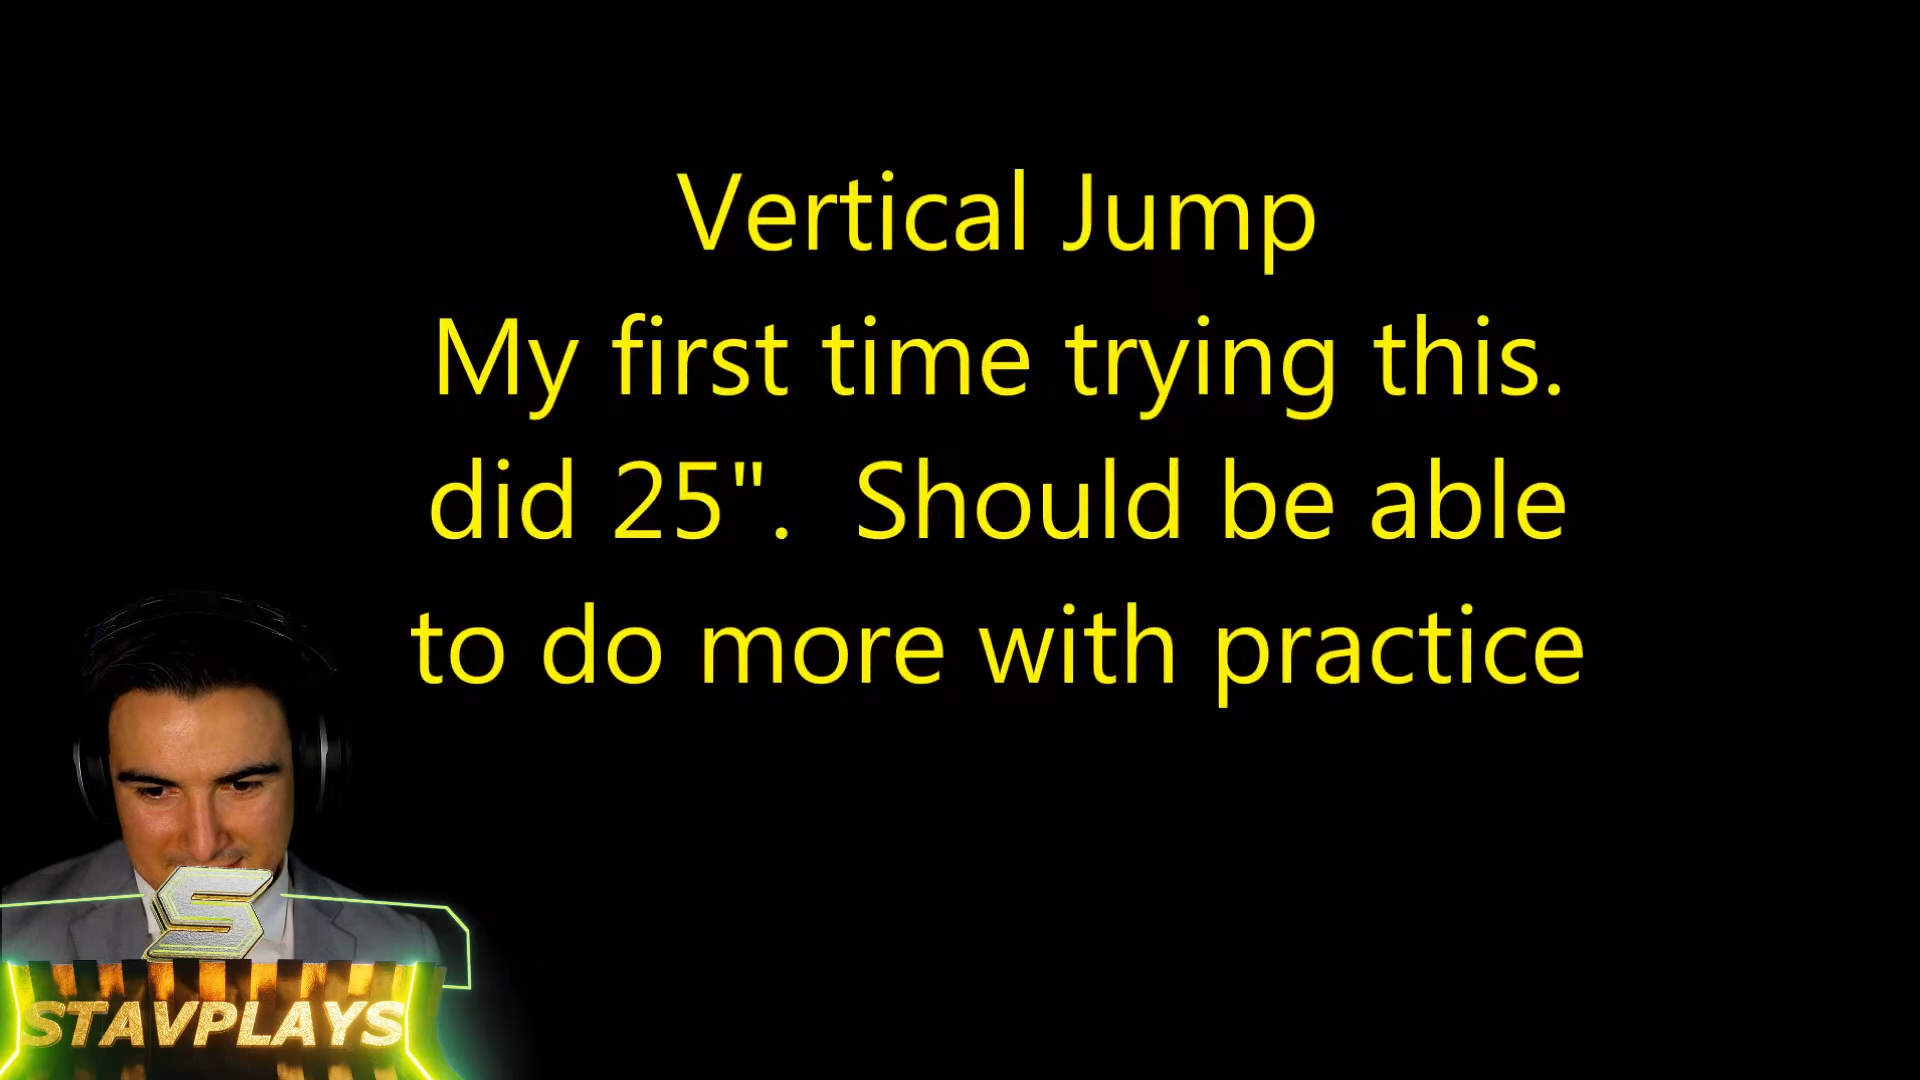 Vertical Jump
My first time trying this.
did 25".  Should be able
to do more with practice
S
STAVPLAYS